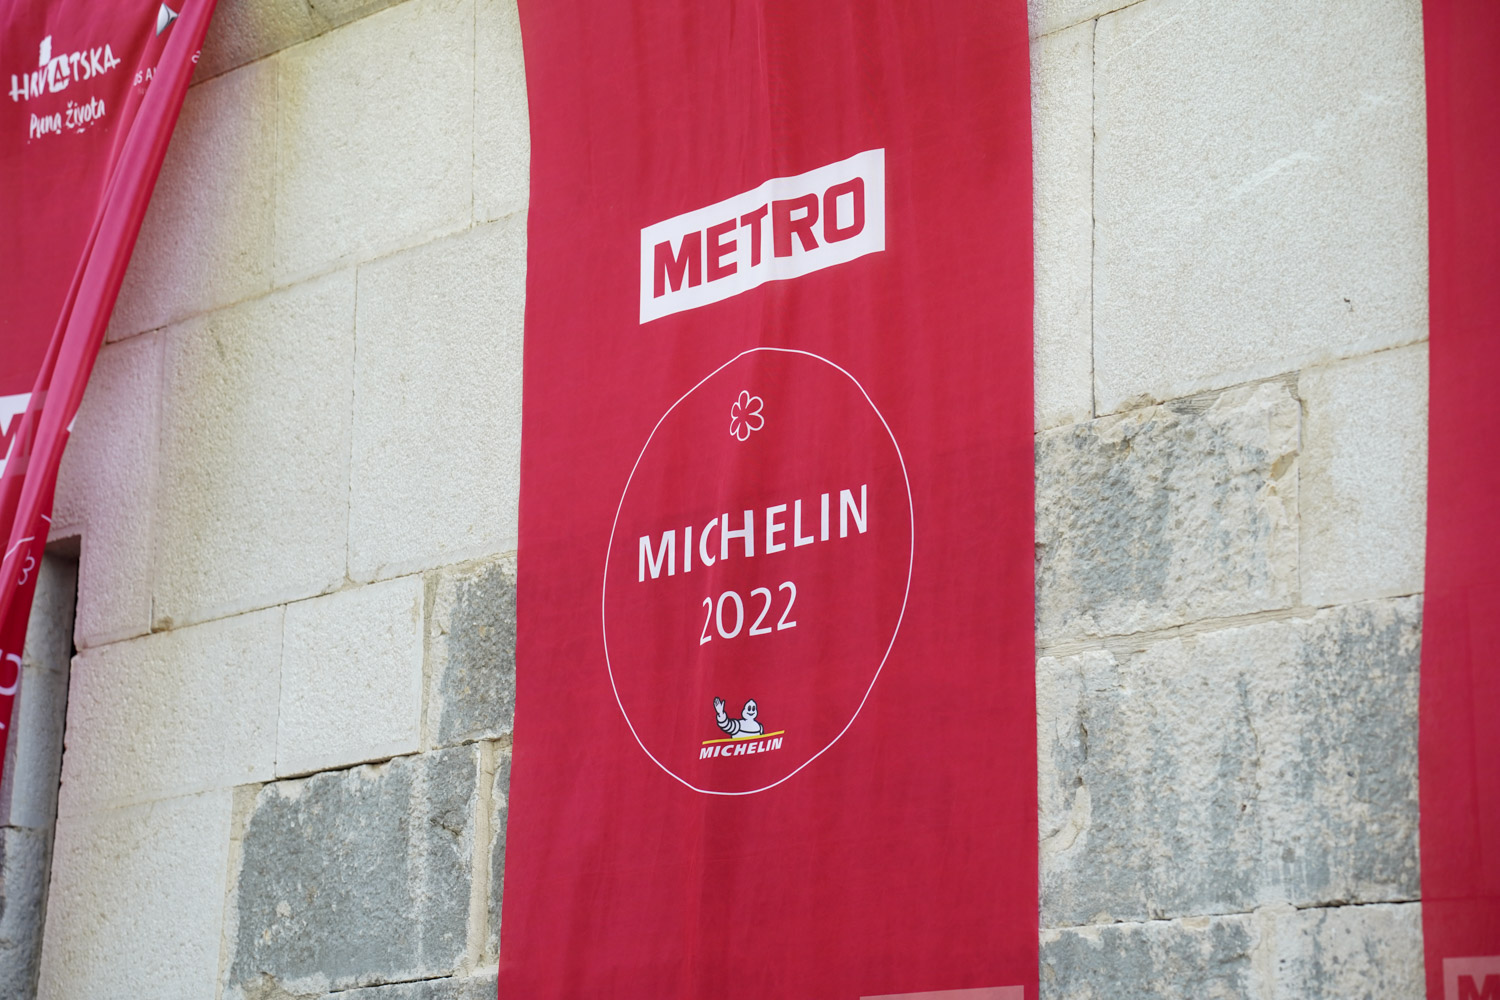 HRVATSKA
Puna života
METRO
MICHELIN
2022
MICHELIN